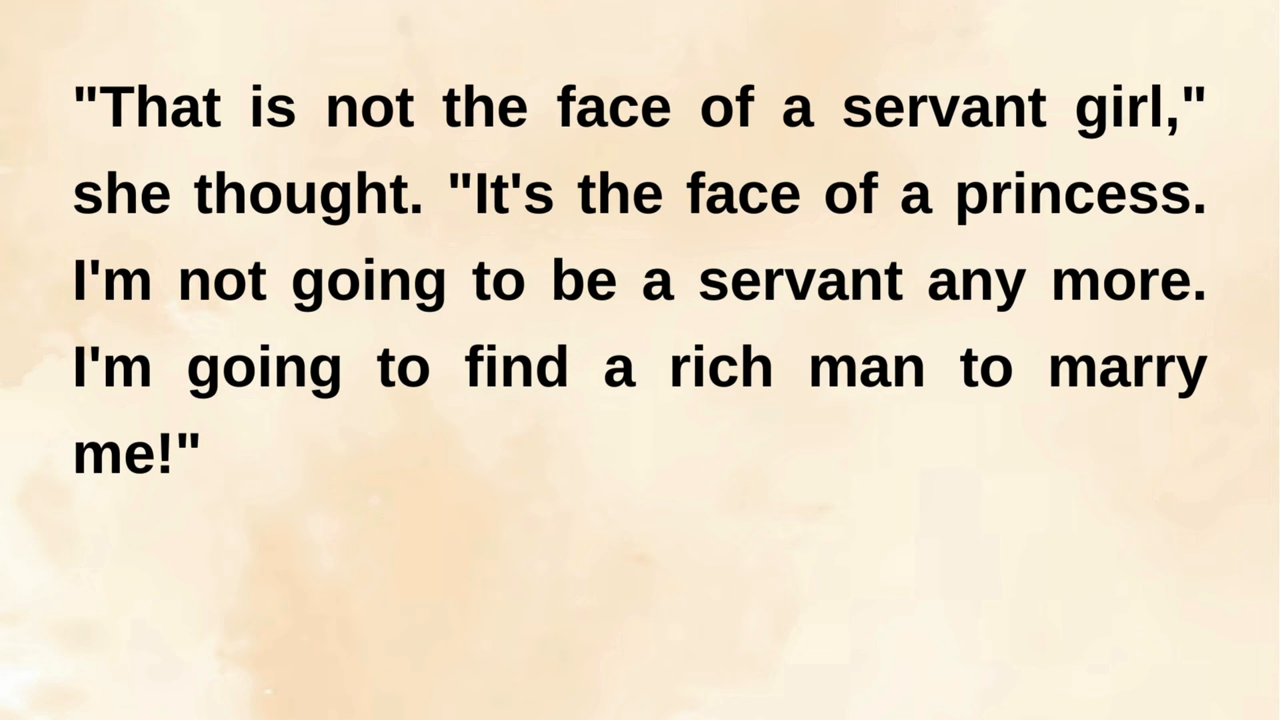 "That is not the face of a servant girl,"
she thought. "It's the face of a princess.
I'm not going to be a servant any more.
I'm going to find a rich man to marry
me!"